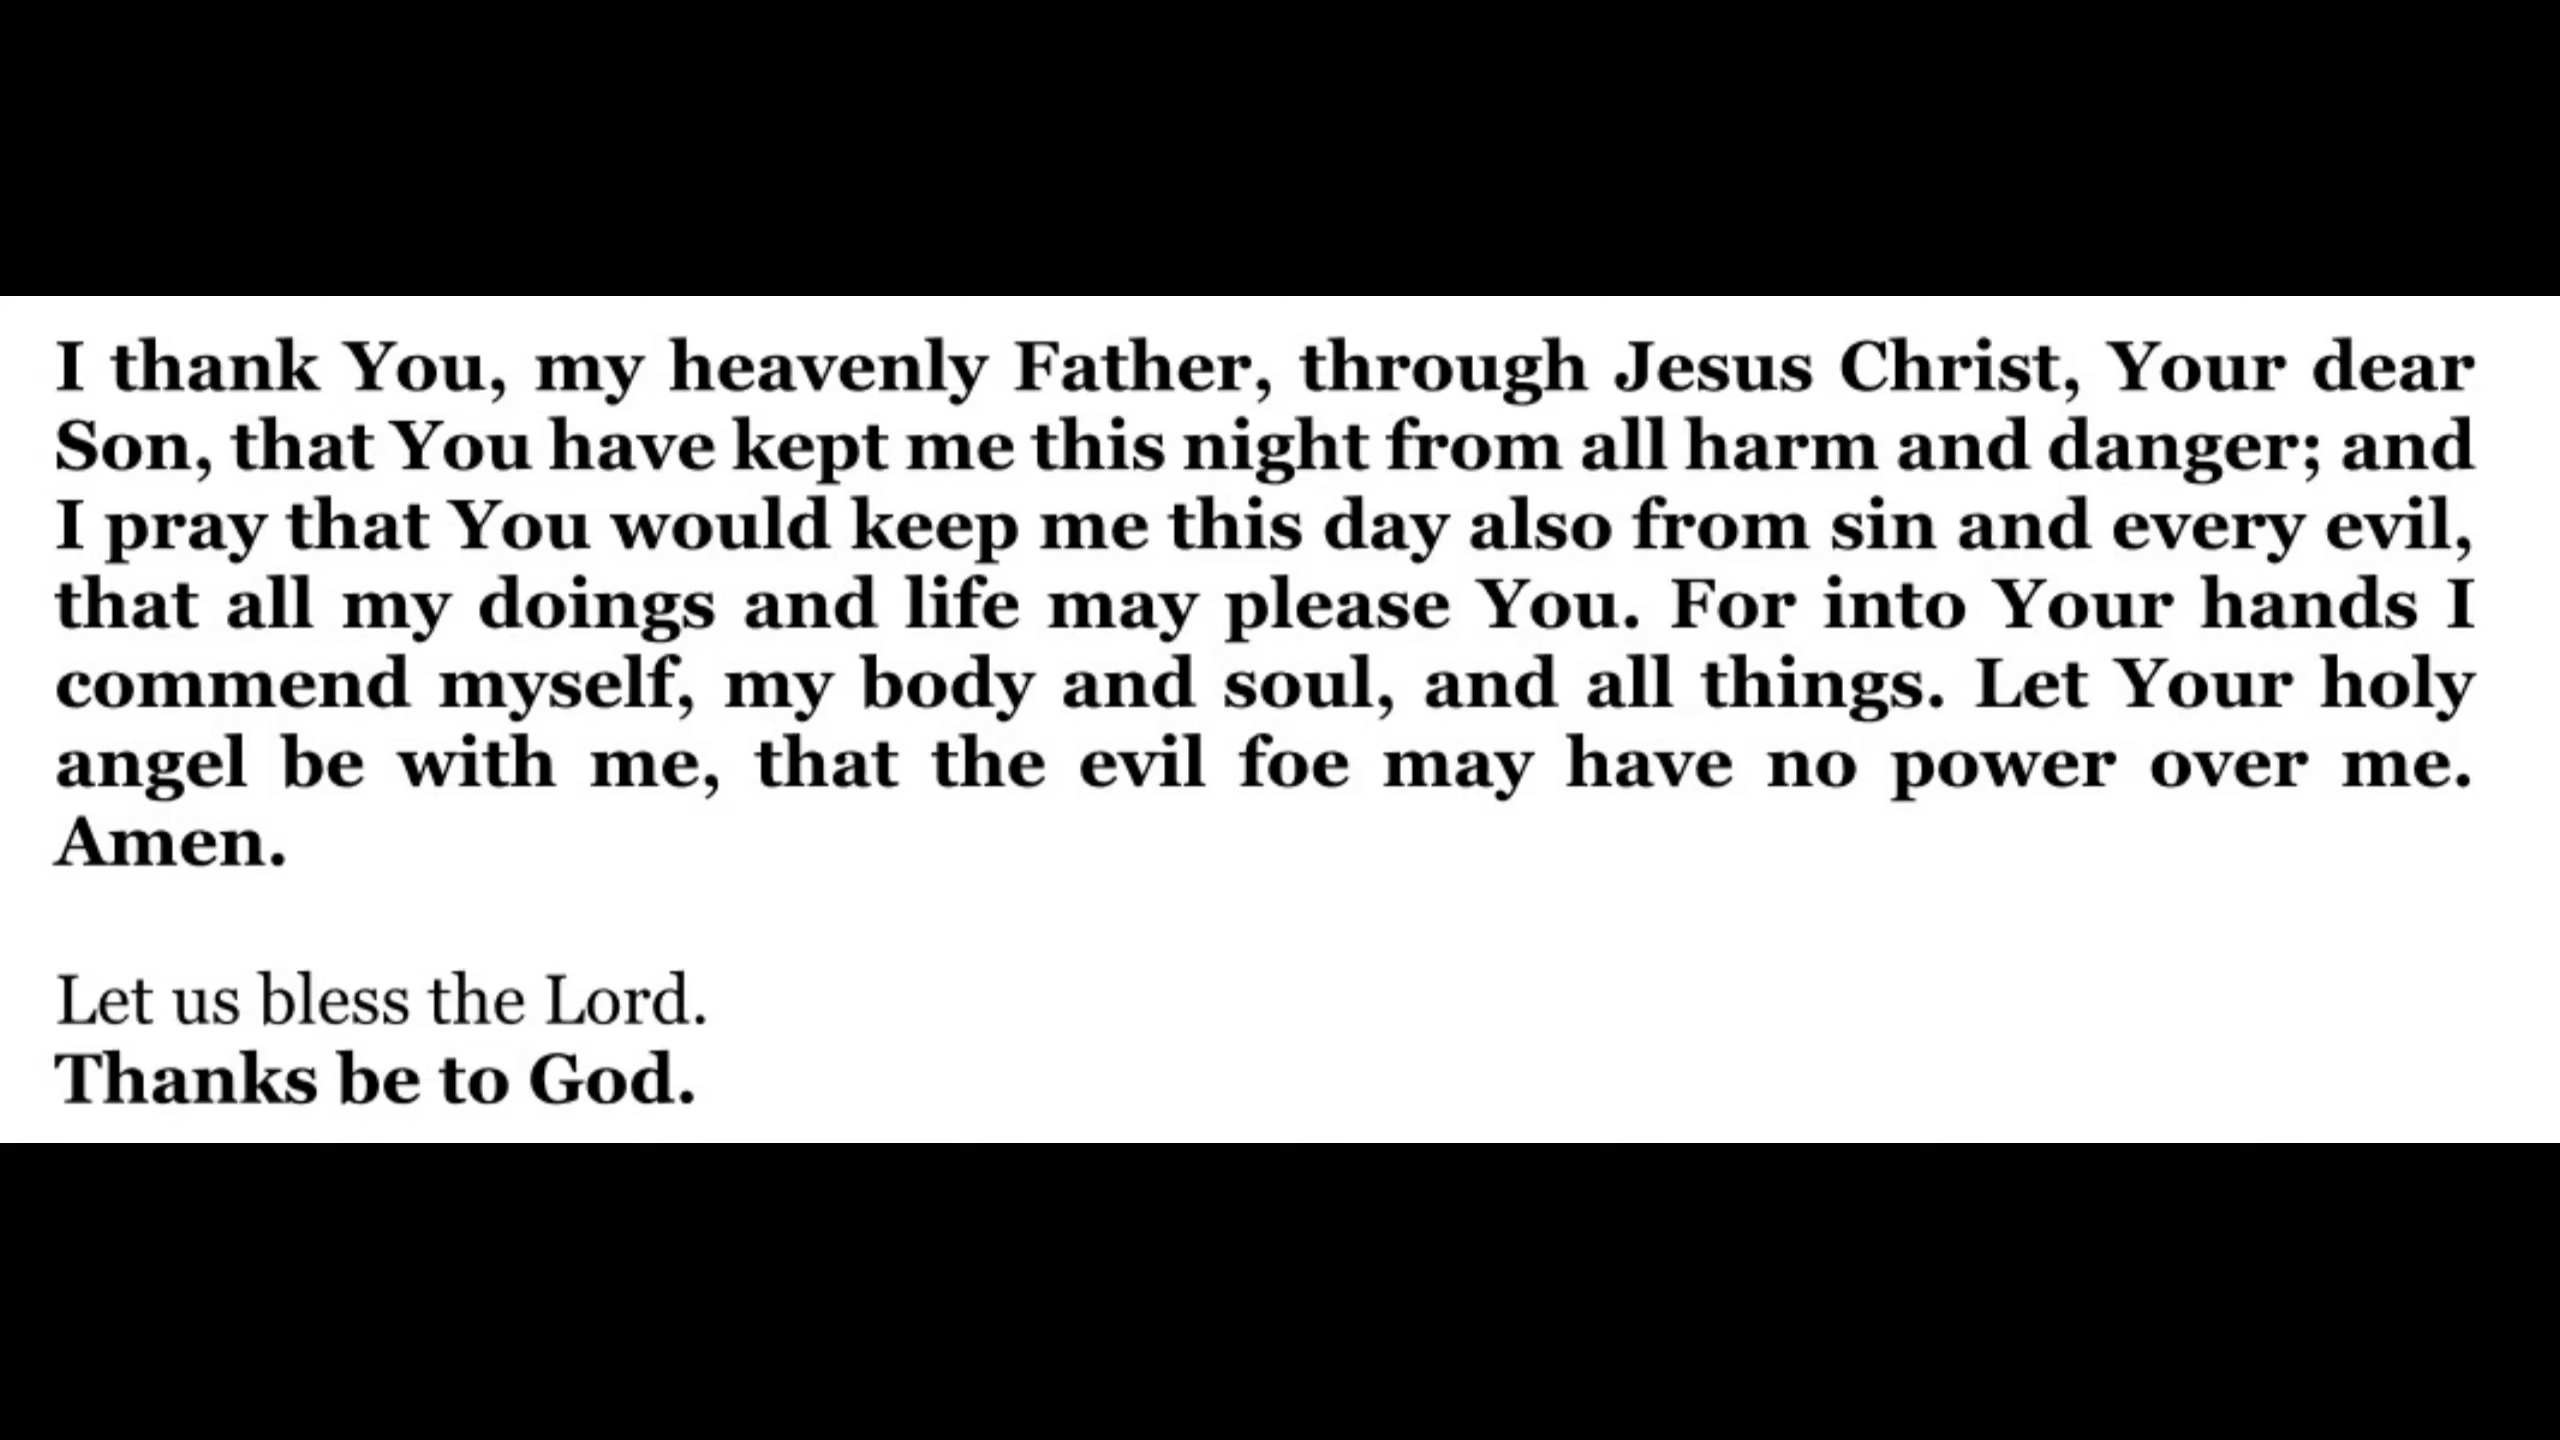 I thank You, my heavenly Father, through Jesus Christ, Your dear
Son, that You have kept me this night from all harm and danger; and
I pray that You would keep me this day also from sin and every evil,
that all my doings and life may please You. For into Your hands I
commend myself, my body and soul, and all things. Let Your holy
angel be with me, that the evil foe may have no power over me.
Amen.
Let us bless the Lord.
Thanks be to God.